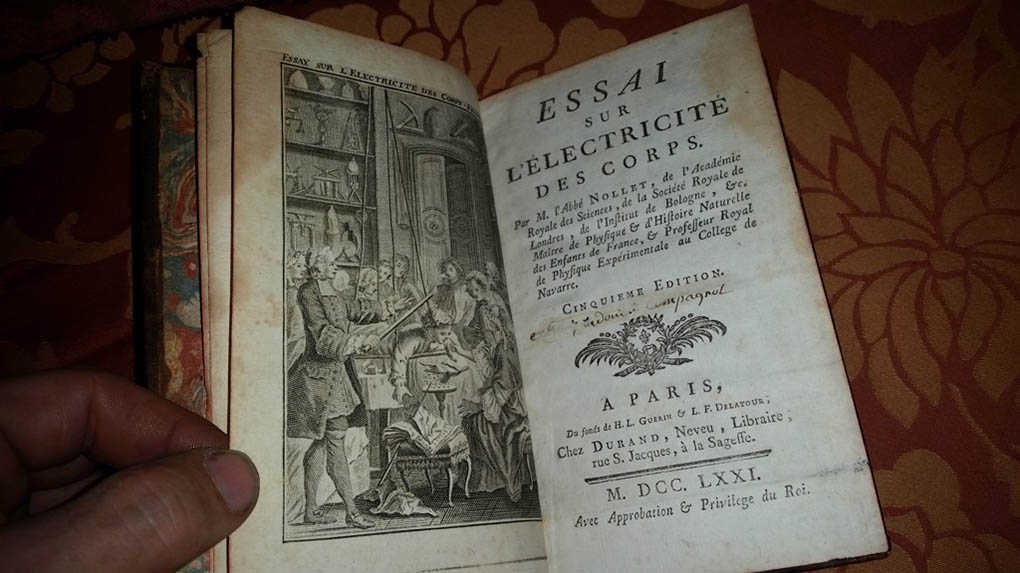 ESSAY SUR L'ELECTRICITE DES CORPS
ESSAI
SUR
L'ÉLECTRICITÉ
DES CORPS.
Par M. l'Abbé NOLLET, de l'Académie
Royale des Sciences, de la Société Royale de
Londres, de l'Institut de Bologne, &c.
Maître de Physique & d'Histoire Naturelle
des Enfants de France, & Professeur Royal
de Physique Expérimentale au College de
Navarre.
CINQUIEME EDITION.
A PARIS,
Du fonds de H. L. GUERIN & L. F. DELATOUR;
Chez DURAND, Neveu, Libraire;
rue S. Jacques, à la Sagesse.
M. DCC. LXXI.
Avec Approbation & Privilege du Roi.